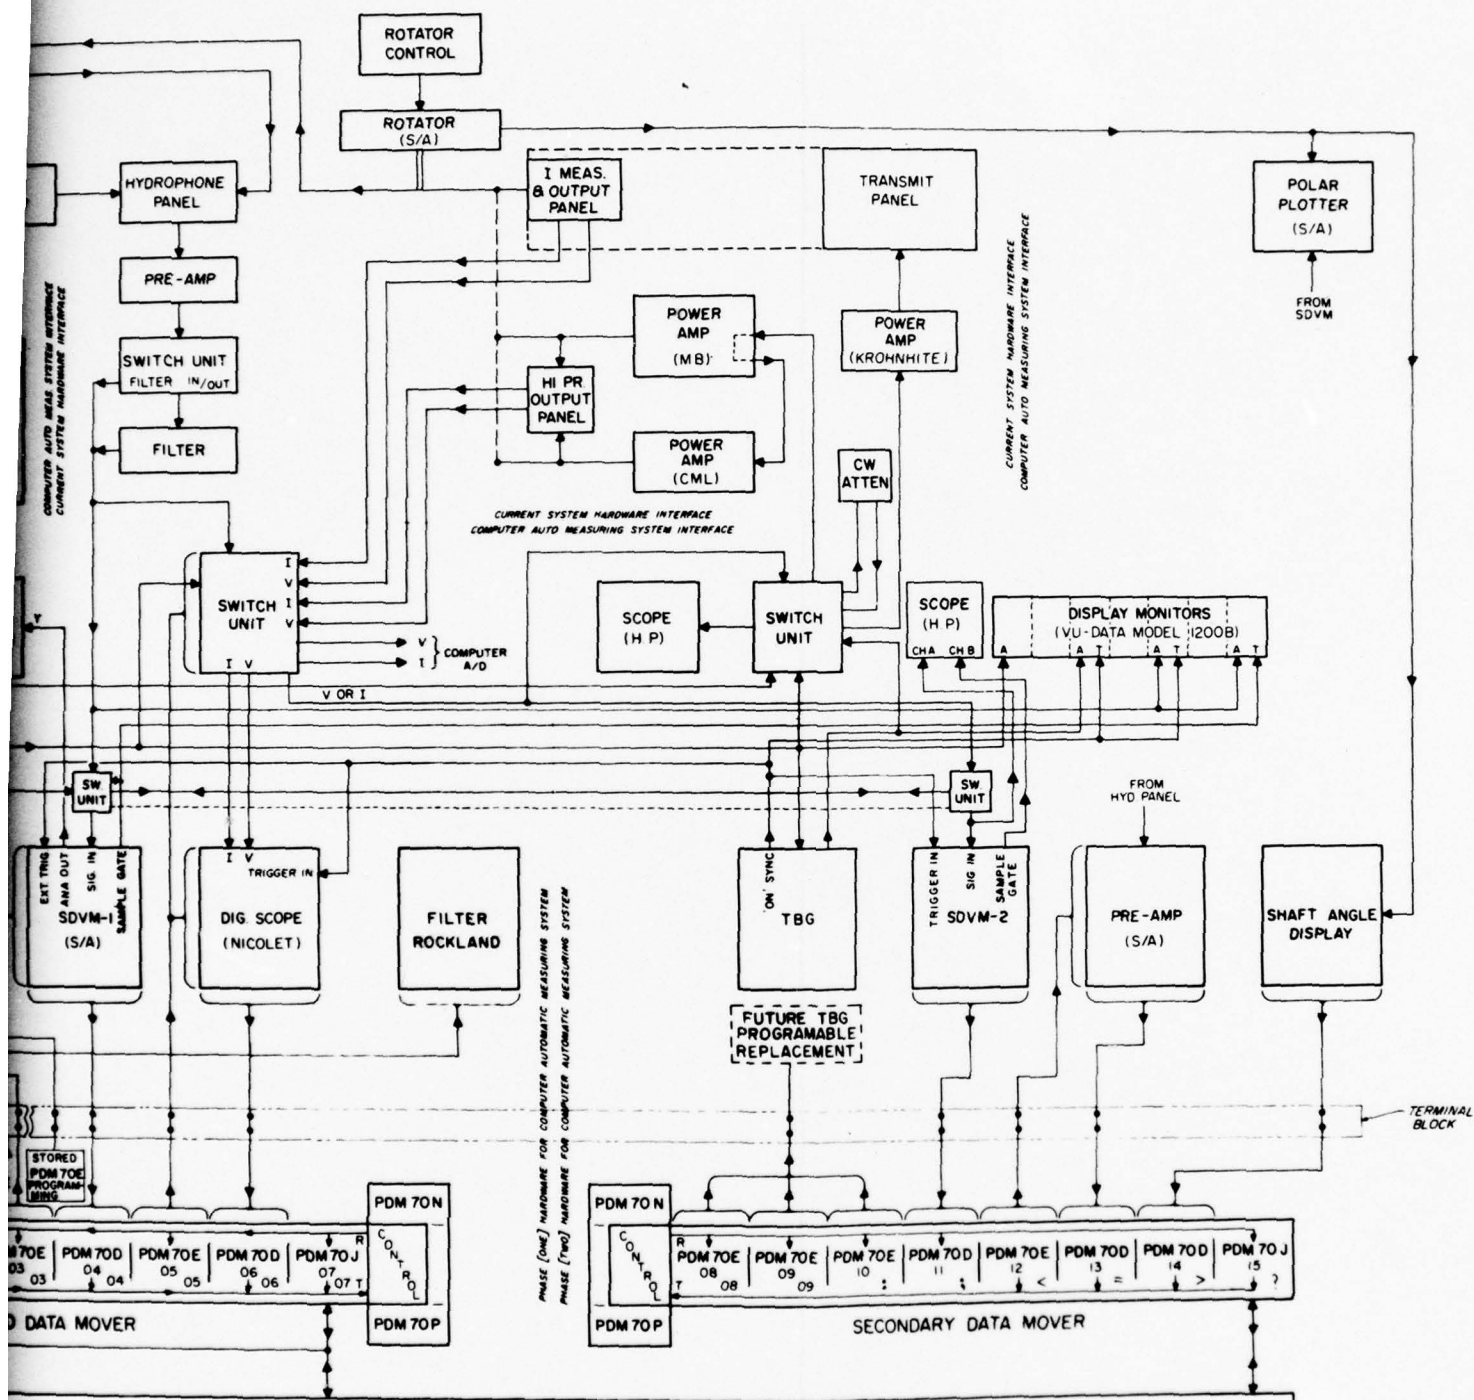 ROTATOR
CONTROL
ROTATOR
(S/A)
HYDROPHONE
PANEL
I MEAS.
& OUTPUT
PANEL
TRANSMIT
PANEL
POLAR
PLOTTER
(S/A)
FROM
SDVM
PRE-AMP
SWITCH UNIT
FILTER IN/OUT
FILTER
COMPUTER AUTO MEAS. SYSTEM INTERFACE
CURRENT SYSTEM HARDWARE INTERFACE
POWER
AMP
(MB)
POWER
AMP
(KROHNHITE)
HI PR.
OUTPUT
PANEL
POWER
AMP
(CML)
CW
ATTEN
CURRENT SYSTEM HARDWARE INTERFACE
COMPUTER AUTO MEASURING SYSTEM INTERFACE
CURRENT SYSTEM HARDWARE INTERFACE
COMPUTER AUTO MEASURING SYSTEM INTERFACE
I
V
I
V
SWITCH
UNIT
I V
V
I
COMPUTER
A/D
SCOPE
(H P)
SWITCH
UNIT
SCOPE
(H P)
CH A CH B
DISPLAY MONITORS
(VU-DATA MODEL 1200B)
A A T A T A T
Y
V OR I
SW.
UNIT
SW.
UNIT
FROM
HYD PANEL
EXT TRIG
ANA OUT
SIG. IN
SAMPLE GATE
SDVM-1
(S/A)
I V
TRIGGER IN
DIG. SCOPE
(NICOLET)
FILTER
ROCKLAND
'ON' SYNC
TBG
TRIGGER IN
SIG IN
SAMPLE
GATE
SDVM-2
PRE-AMP
(S/A)
SHAFT ANGLE
DISPLAY
PHASE [ONE] HARDWARE FOR COMPUTER AUTOMATIC MEASURING SYSTEM
PHASE [TWO] HARDWARE FOR COMPUTER AUTOMATIC MEASURING SYSTEM
FUTURE TBG
PROGRAMABLE
REPLACEMENT
TERMINAL
BLOCK
STORED
PDM 70E
PROGRAM-
MING
PDM 70N
CONTROL
PDM 70P
R
70E PDM 70D PDM 70E PDM 70D PDM 70J
03 04 05 06 07
03 04 05 06 07 T
DATA MOVER
PDM 70N
CONTROL
PDM 70P
R
PDM 70E PDM 70E PDM 70E PDM 70D PDM 70E PDM 70D PDM 70D PDM 70J
08 09 10 11 12 13 14 15
T 08 09 : ; < = > ?
SECONDARY DATA MOVER